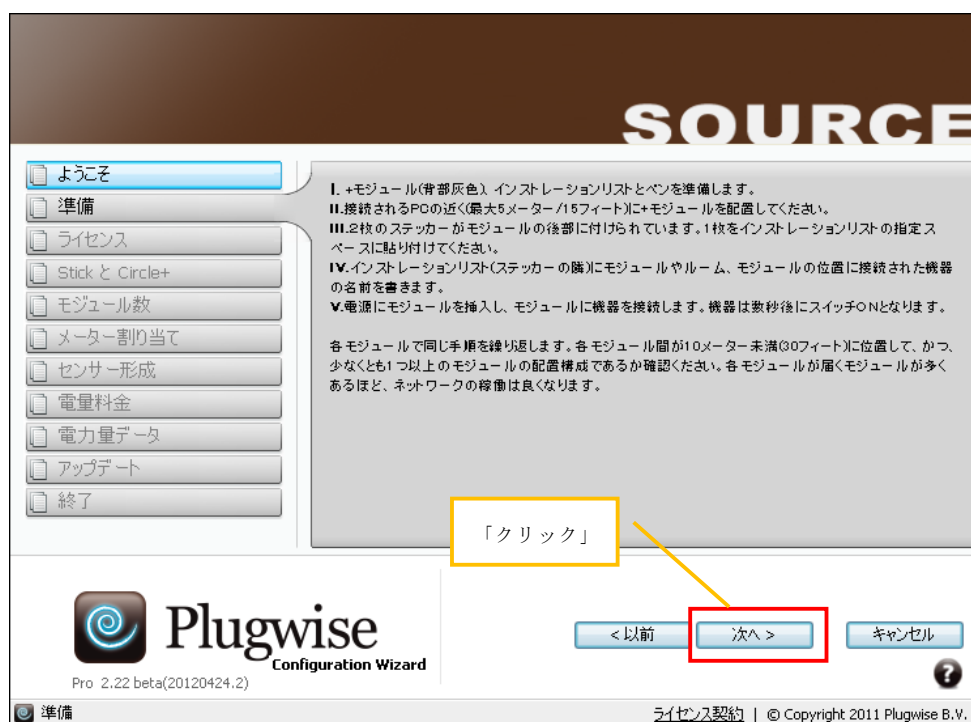 SOURCE
ようこそ
準備
ライセンス
Stick と Circle+
モジュール数
メーター割り当て
センサー形成
電量料金
電力量データ
アップデート
終了
I. +モジュール(背部灰色)、インストレーションリストとペンを準備します。
II.接続されるPCの近く(最大5メーター/15フィート)に+モジュールを配置してください。
III.2枚のステッカーがモジュールの後部に付けられています。1枚をインストレーションリストの指定ス
ペースに貼り付けてください。
IV.インストレーションリスト(ステッカーの隣)にモジュールやルーム、モジュールの位置に接続された機器
の名前を書きます。
V.電源にモジュールを挿入し、モジュールに機器を接続します。機器は数秒後にスイッチONとなります。
各モジュールで同じ手順を繰り返します。各モジュール間が10メーター未満(30フィート)に位置して、かつ、
少なくとも1つ以上のモジュールの配置構成であるか確認ください。各モジュールが届くモジュールが多く
あるほど、ネットワークの稼働は良くなります。
「クリック」
Plugwise
Configuration Wizard
Pro 2.22 beta(20120424.2)
<以前
次へ >
キャンセル
?
準備
ライセンス契約 | © Copyright 2011 Plugwise B.V.